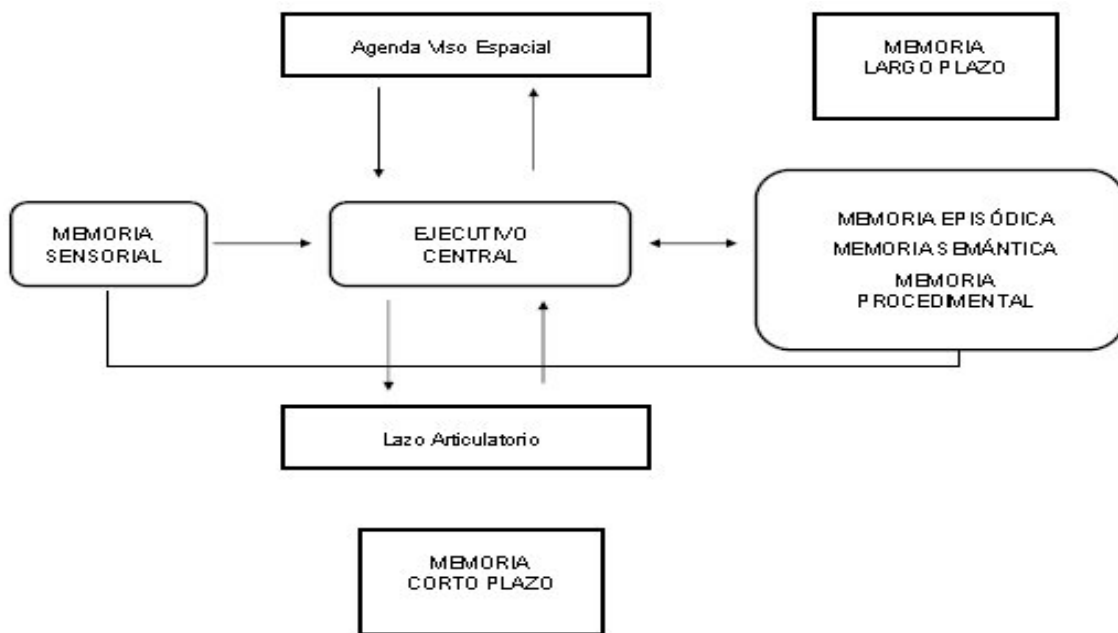 Agenda Viso Espacial
MEMORIA
LARGO PLAZO
MEMORIA
SENSORIAL
EJECUTIVO
CENTRAL
MEMORIA EPISÓDICA
MEMORIA SEMÁNTICA
MEMORIA
PROCEDIMENTAL
Lazo Articulatorio
MEMORIA
CORTO PLAZO